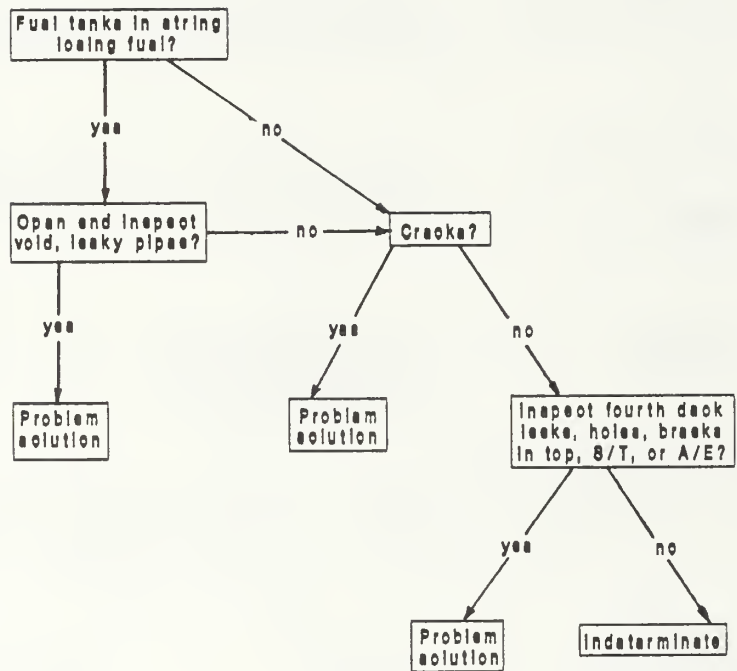 Fuel tanks in string
losing fuel?
yes
no
Open and inspect
void, leaky pipes?
no
Cracks?
yes
yes
no
Problem
solution
Problem
solution
Inspect fourth deck
leaks, holes, breaks
in top, S/T, or A/E?
yes
no
Problem
solution
Indeterminate